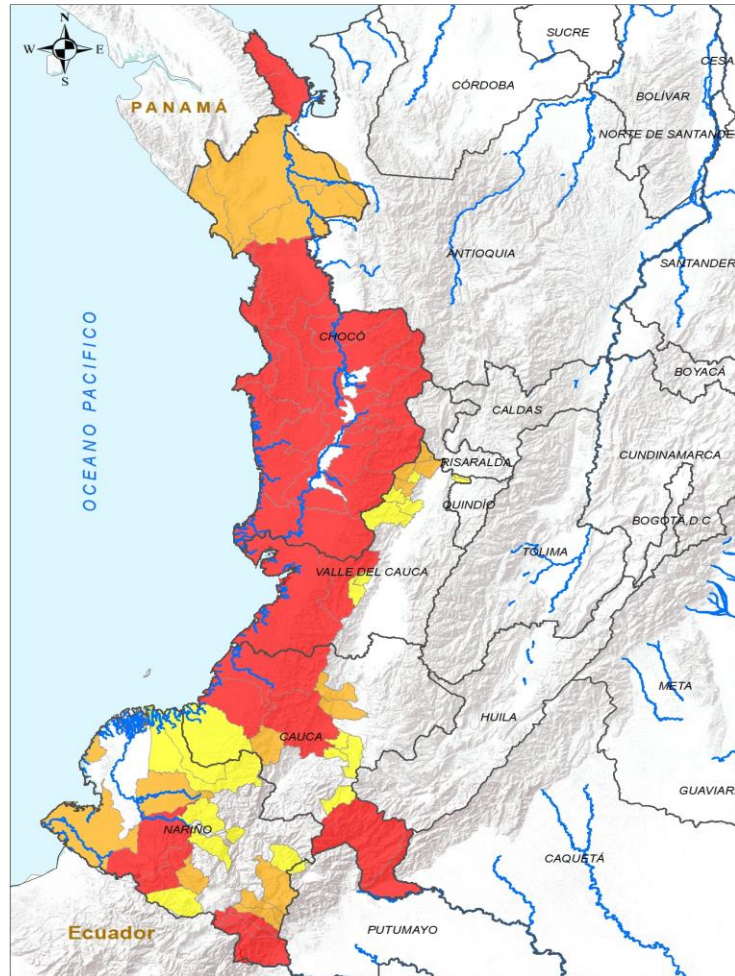 N
W E
S
PANAMÁ
SUCRE
CÓRDOBA
BOLÍVAR
NORTE DE SANTANDE
ANTIOQUIA
SANTANDER
CHOCÓ
BOYACÁ
CALDAS
OCEANO PACIFICO
CUNDINAMARCA
RISARALDA
QUINDÍO
BOGOTÁ,D.C
TOLIMA
VALLE DEL CAUCA
META
HUILA
CAUCA
GUAVIAR
NARIÑO
CAQUETÁ
PUTUMAYO
Ecuador